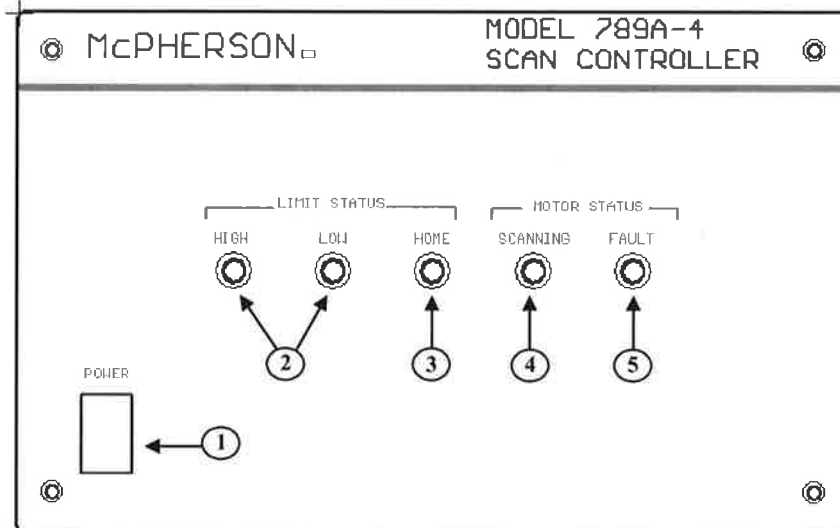 McPHERSON
MODEL 789A-4
SCAN CONTROLLER
LIMIT STATUS
MOTOR STATUS
HIGH
LOW
HOME
SCANNING
FAULT
2
3
4
5
POWER
1